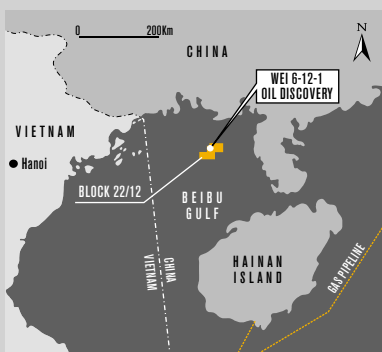 0 200Km
CHINA
N
WEI 6-12-1
OIL DISCOVERY
VIETNAM
Hanoi
BLOCK 22/12
BEIBU
GULF
CHINA
VIETNAM
HAINAN
ISLAND
GAS PIPELINE